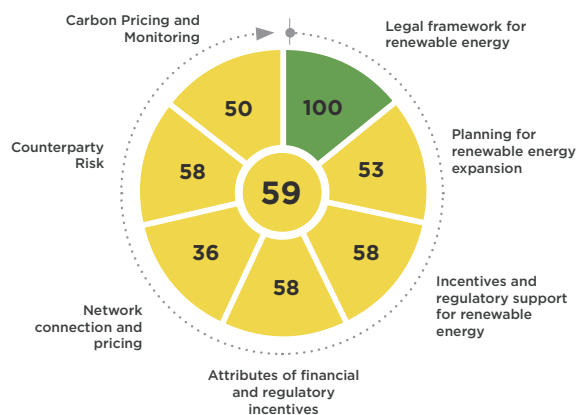 Legal framework for
renewable energy
100
Planning for
renewable energy
expansion
53
Incentives and
regulatory support
for renewable
energy
58
Attributes of financial
and regulatory
incentives
58
Network
connection and
pricing
36
Counterparty
Risk
58
Carbon Pricing and
Monitoring
50
59